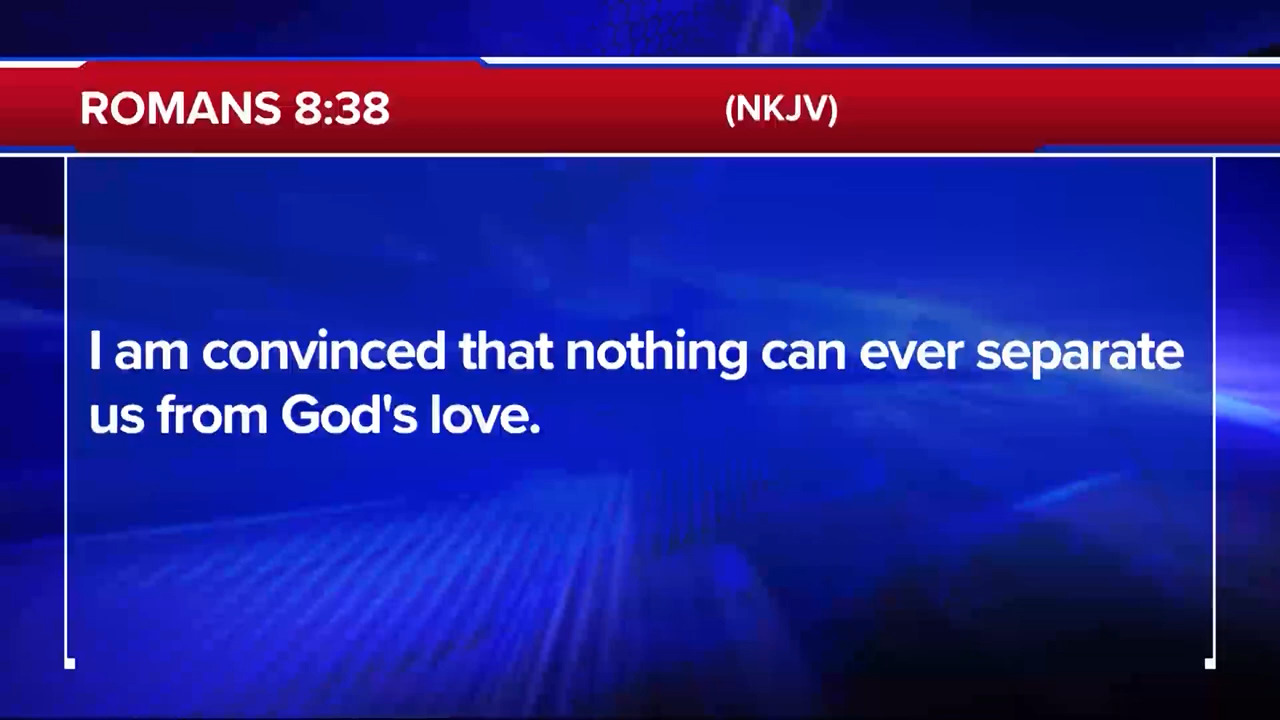 ROMANS 8:38 (NKJV)
I am convinced that nothing can ever separate
us from God's love.